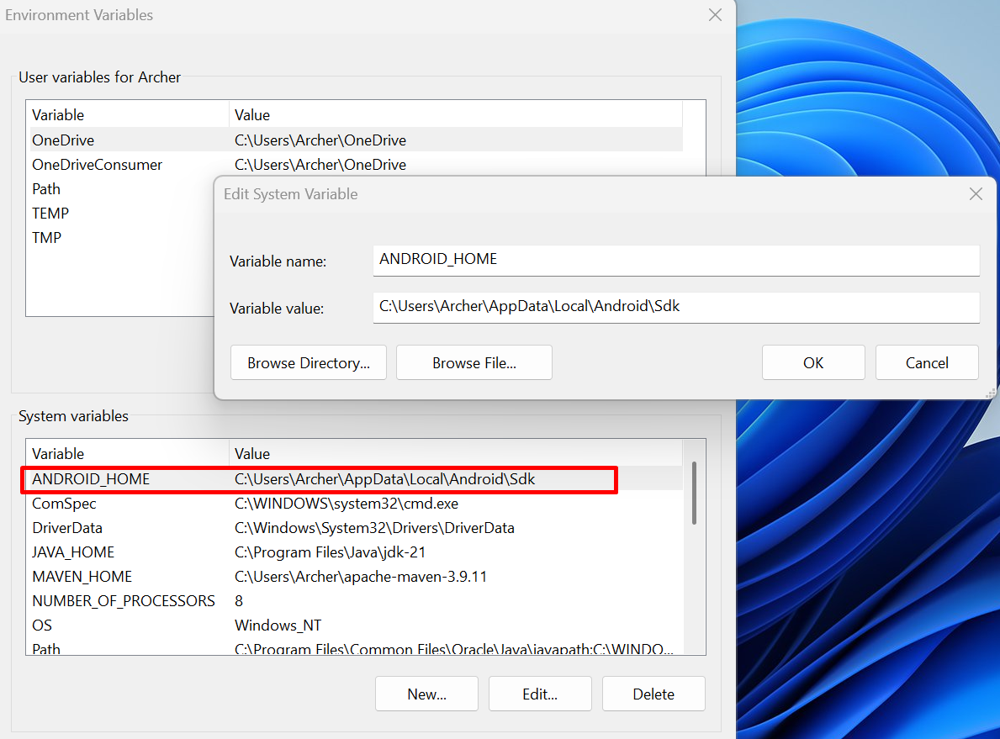 Environment Variables
User variables for Archer
Variable Value
OneDrive C:\Users\Archer\OneDrive
OneDriveConsumer C:\Users\Archer\OneDrive
Path
TEMP
TMP
Edit System Variable
Variable name: ANDROID_HOME
Variable value: C:\Users\Archer\AppData\Local\Android\Sdk
Browse Directory... Browse File... OK Cancel
System variables
Variable Value
ANDROID_HOME C:\Users\Archer\AppData\Local\Android\Sdk
ComSpec C:\WINDOWS\system32\cmd.exe
DriverData C:\Windows\System32\Drivers\DriverData
JAVA_HOME C:\Program Files\Java\jdk-21
MAVEN_HOME C:\Users\Archer\apache-maven-3.9.11
NUMBER_OF_PROCESSORS 8
OS Windows_NT
Path C:\Program Files\Common Files\Oracle\Java\javapath;C:\WINDO...
New... Edit... Delete